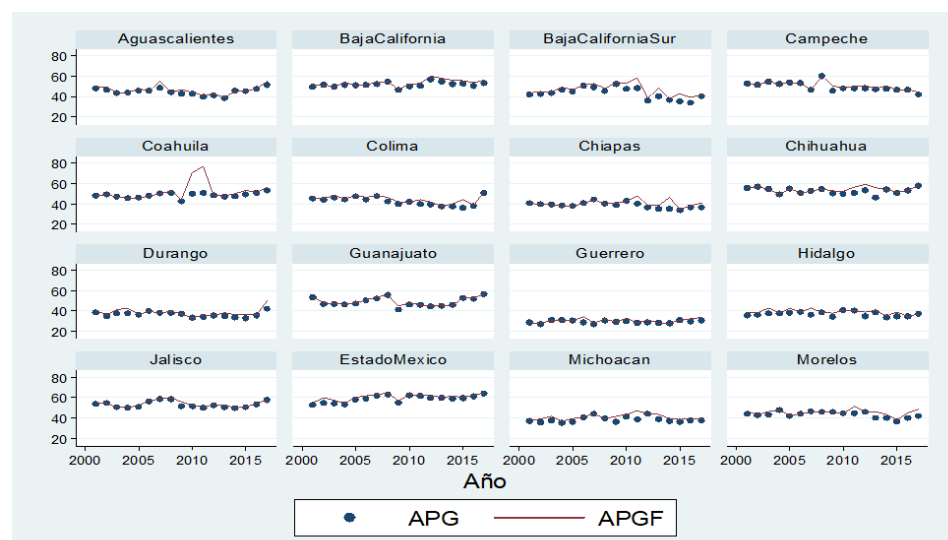 Aguascalientes BajaCalifornia BajaCaliforniaSur Campeche
80
60
40
20
Coahuila Colima Chiapas Chihuahua
80
60
40
20
Durango Guanajuato Guerrero Hidalgo
80
60
40
20
Jalisco EstadoMexico Michoacan Morelos
80
60
40
20
2000 2005 2010 2015 2000 2005 2010 2015 2000 2005 2010 2015 2000 2005 2010 2015
Año
APG APGF